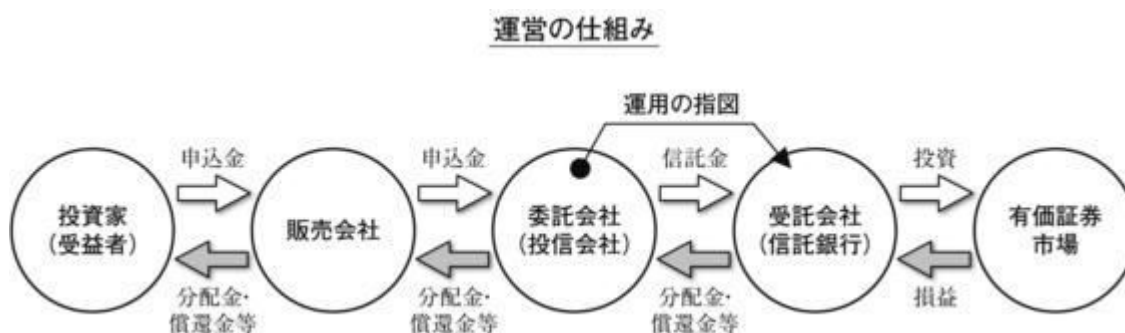 運営の仕組み
運用の指図
申込金
申込金
信託金
投資
投資家
（受益者）
販売会社
委託会社
（投信会社）
受託会社
（信託銀行）
有価証券
市場
分配金・
償還金等
分配金・
償還金等
分配金・
償還金等
損益